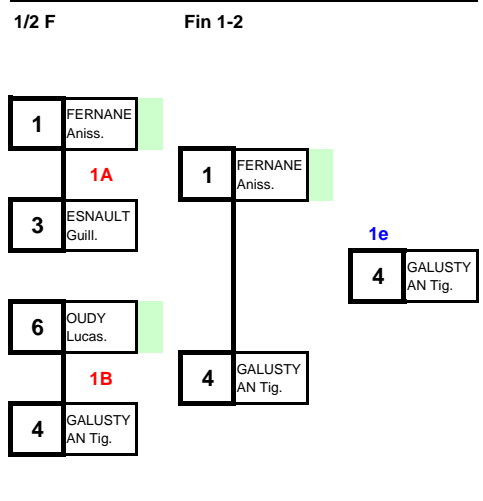 1/2 F
Fin 1-2
1
FERNANE
Aniss.
1A
3
ESNAULT
Guill.
6
OUDY
Lucas.
1B
4
GALUSTY
AN Tig.
1
FERNANE
Aniss.
4
GALUSTY
AN Tig.
1e
4
GALUSTY
AN Tig.